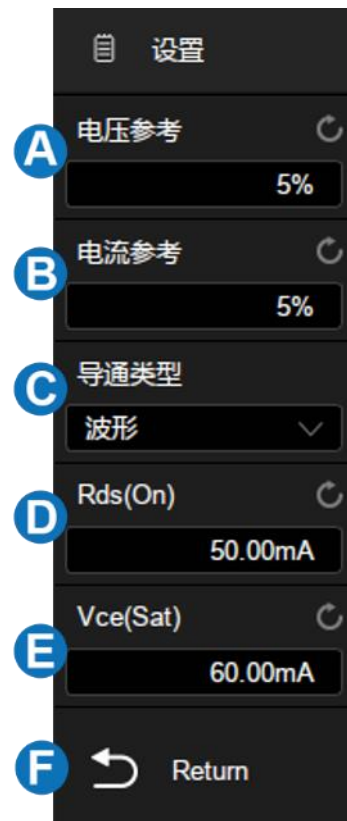 设置
A
电压参考
5%
B
电流参考
5%
C
导通类型
波形
D
Rds(On)
50.00mA
E
Vce(Sat)
60.00mA
F
Return